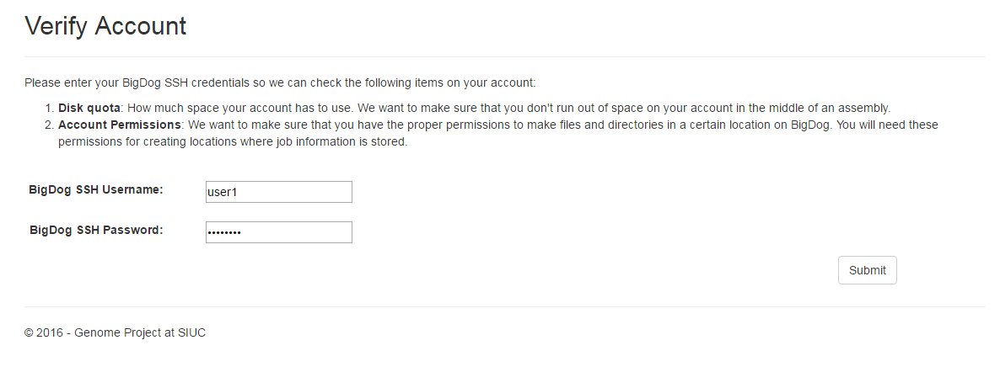 Verify Account
Please enter your BigDog SSH credentials so we can check the following items on your account:
1. Disk quota: How much space your account has to use. We want to make sure that you don't run out of space on your account in the middle of an assembly.
2. Account Permissions: We want to make sure that you have the proper permissions to make files and directories in a certain location on BigDog. You will need these
permissions for creating locations where job information is stored.
BigDog SSH Username:
user1
BigDog SSH Password:
••••••••
Submit
© 2016 - Genome Project at SIUC